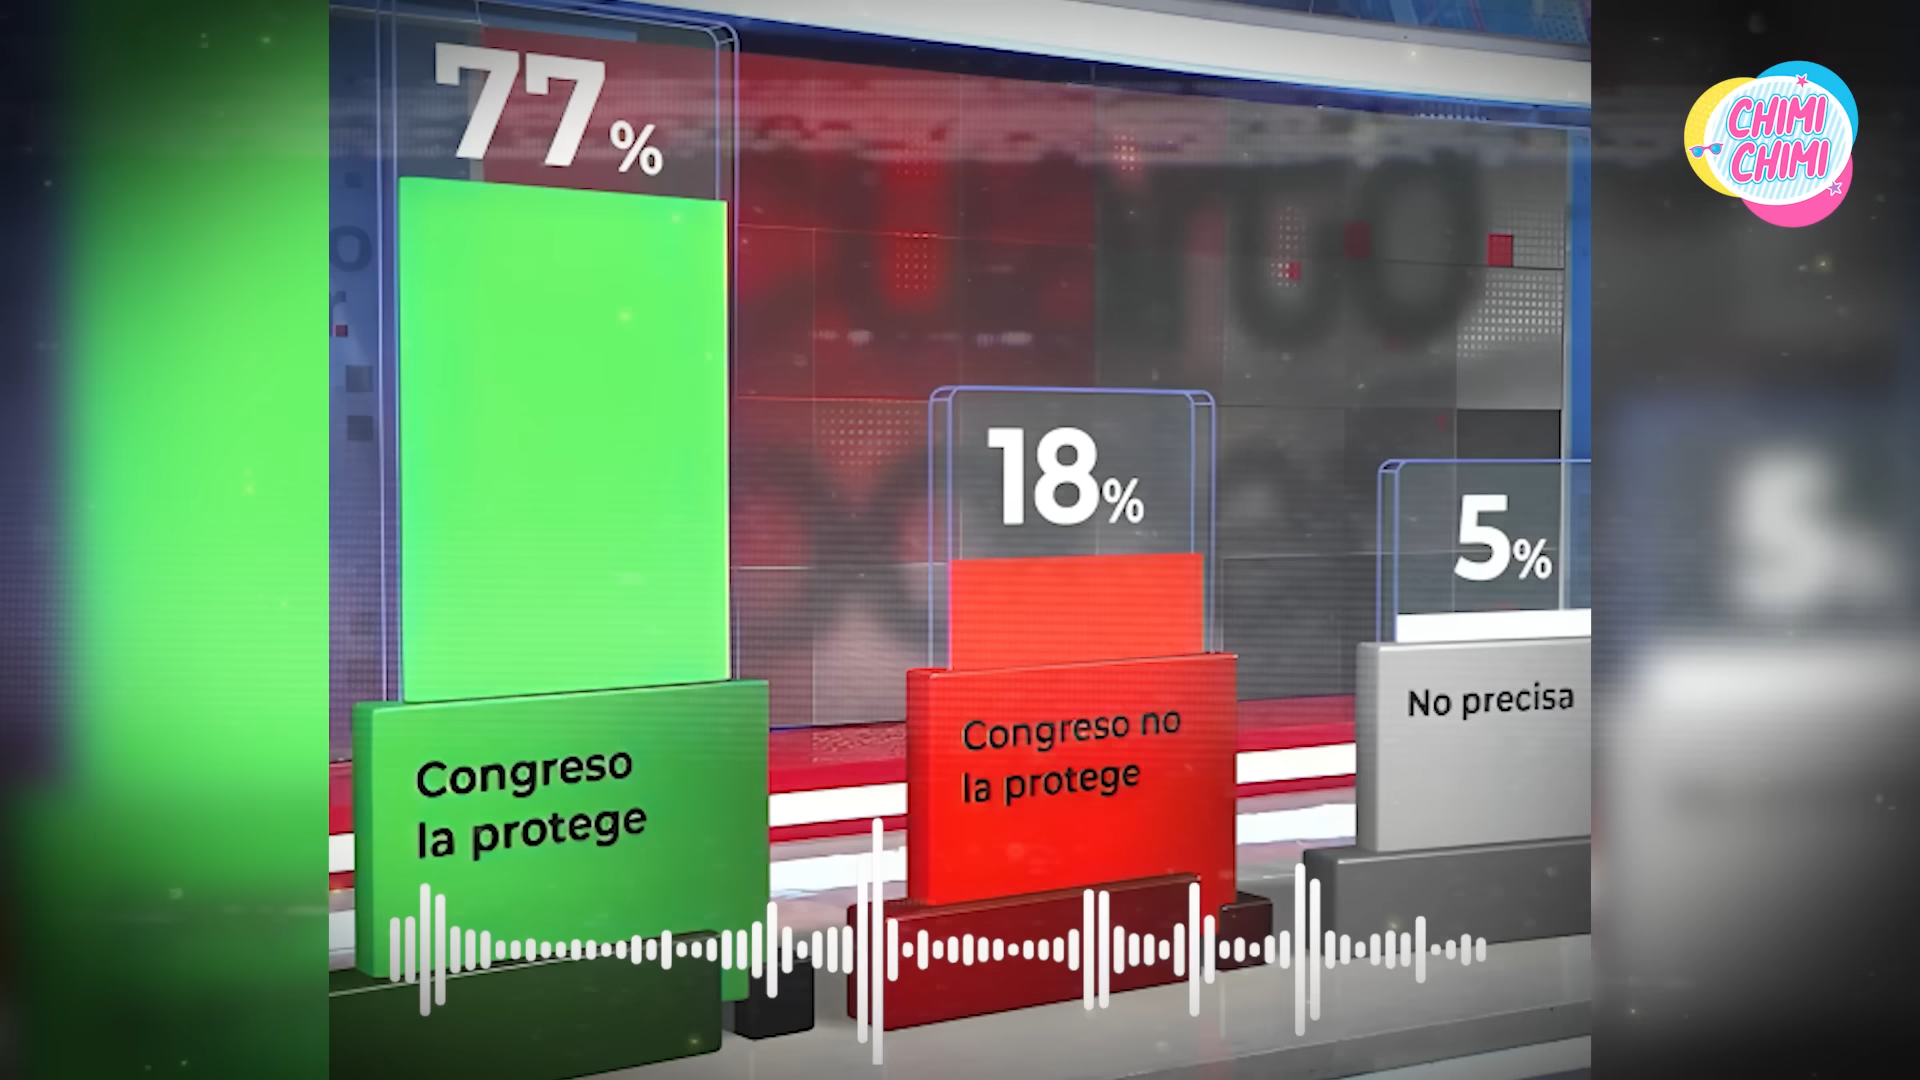 77%
18%
5%
Congreso
la protege
Congreso no
la protege
No precisa
CHIMI
CHIMI